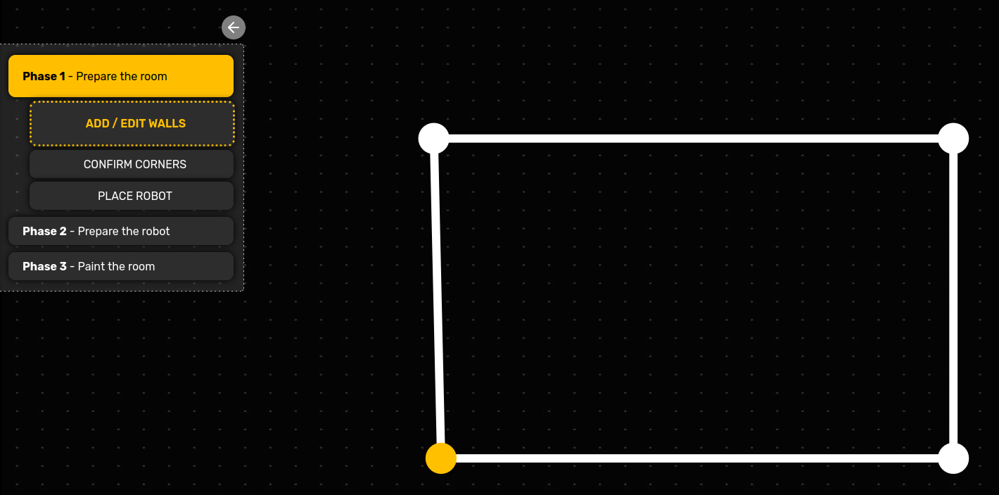 Phase 1 - Prepare the room
ADD / EDIT WALLS
CONFIRM CORNERS
PLACE ROBOT
Phase 2 - Prepare the robot
Phase 3 - Paint the room